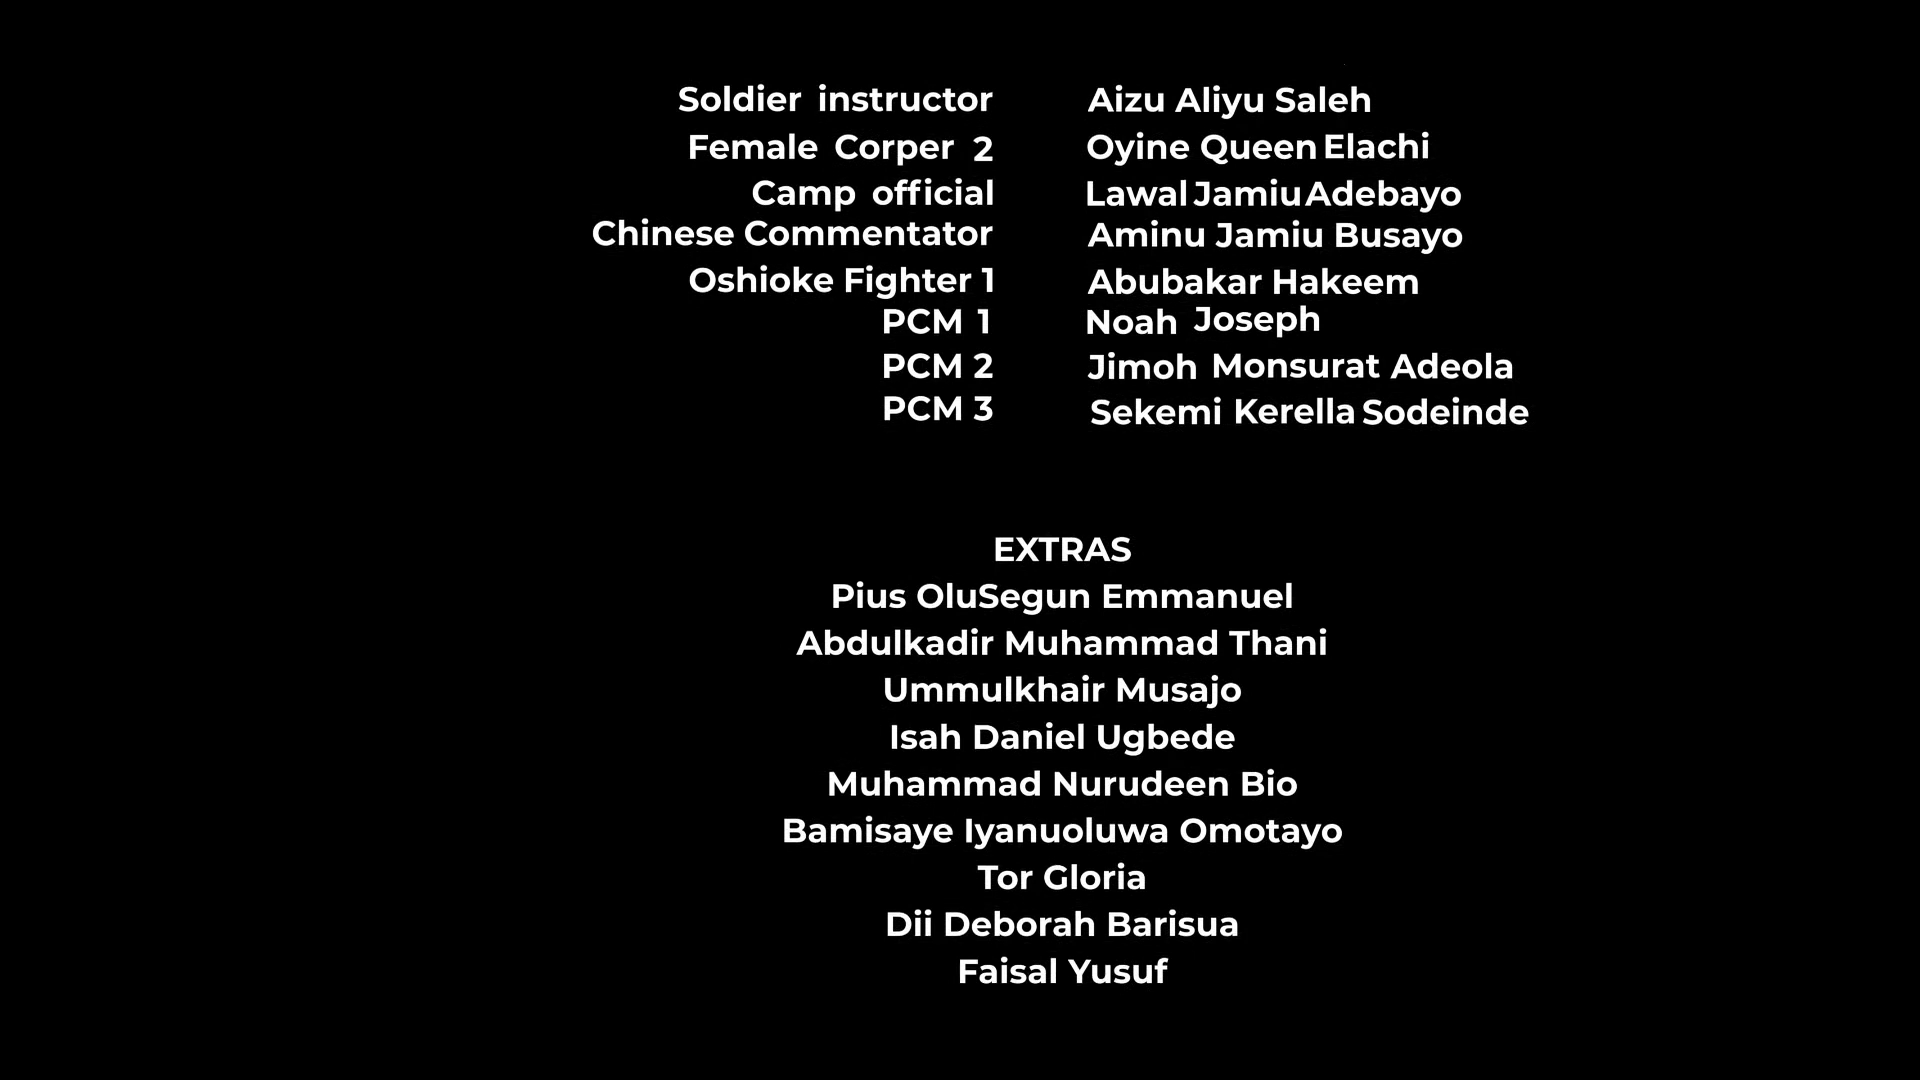 Soldier instructor Aizu Aliyu Saleh
Female Corper 2 Oyine Queen Elachi
Camp official Lawal Jamiu Adebayo
Chinese Commentator Aminu Jamiu Busayo
Oshioke Fighter 1 Abubakar Hakeem
PCM 1 Noah Joseph
PCM 2 Jimoh Monsurat Adeola
PCM 3 Sekemi Kerella Sodeinde
EXTRAS
Pius OluSegun Emmanuel
Abdulkadir Muhammad Thani
Ummulkhair Musajo
Isah Daniel Ugbede
Muhammad Nurudeen Bio
Bamisaye Iyanuoluwa Omotayo
Tor Gloria
Dii Deborah Barisua
Faisal Yusuf